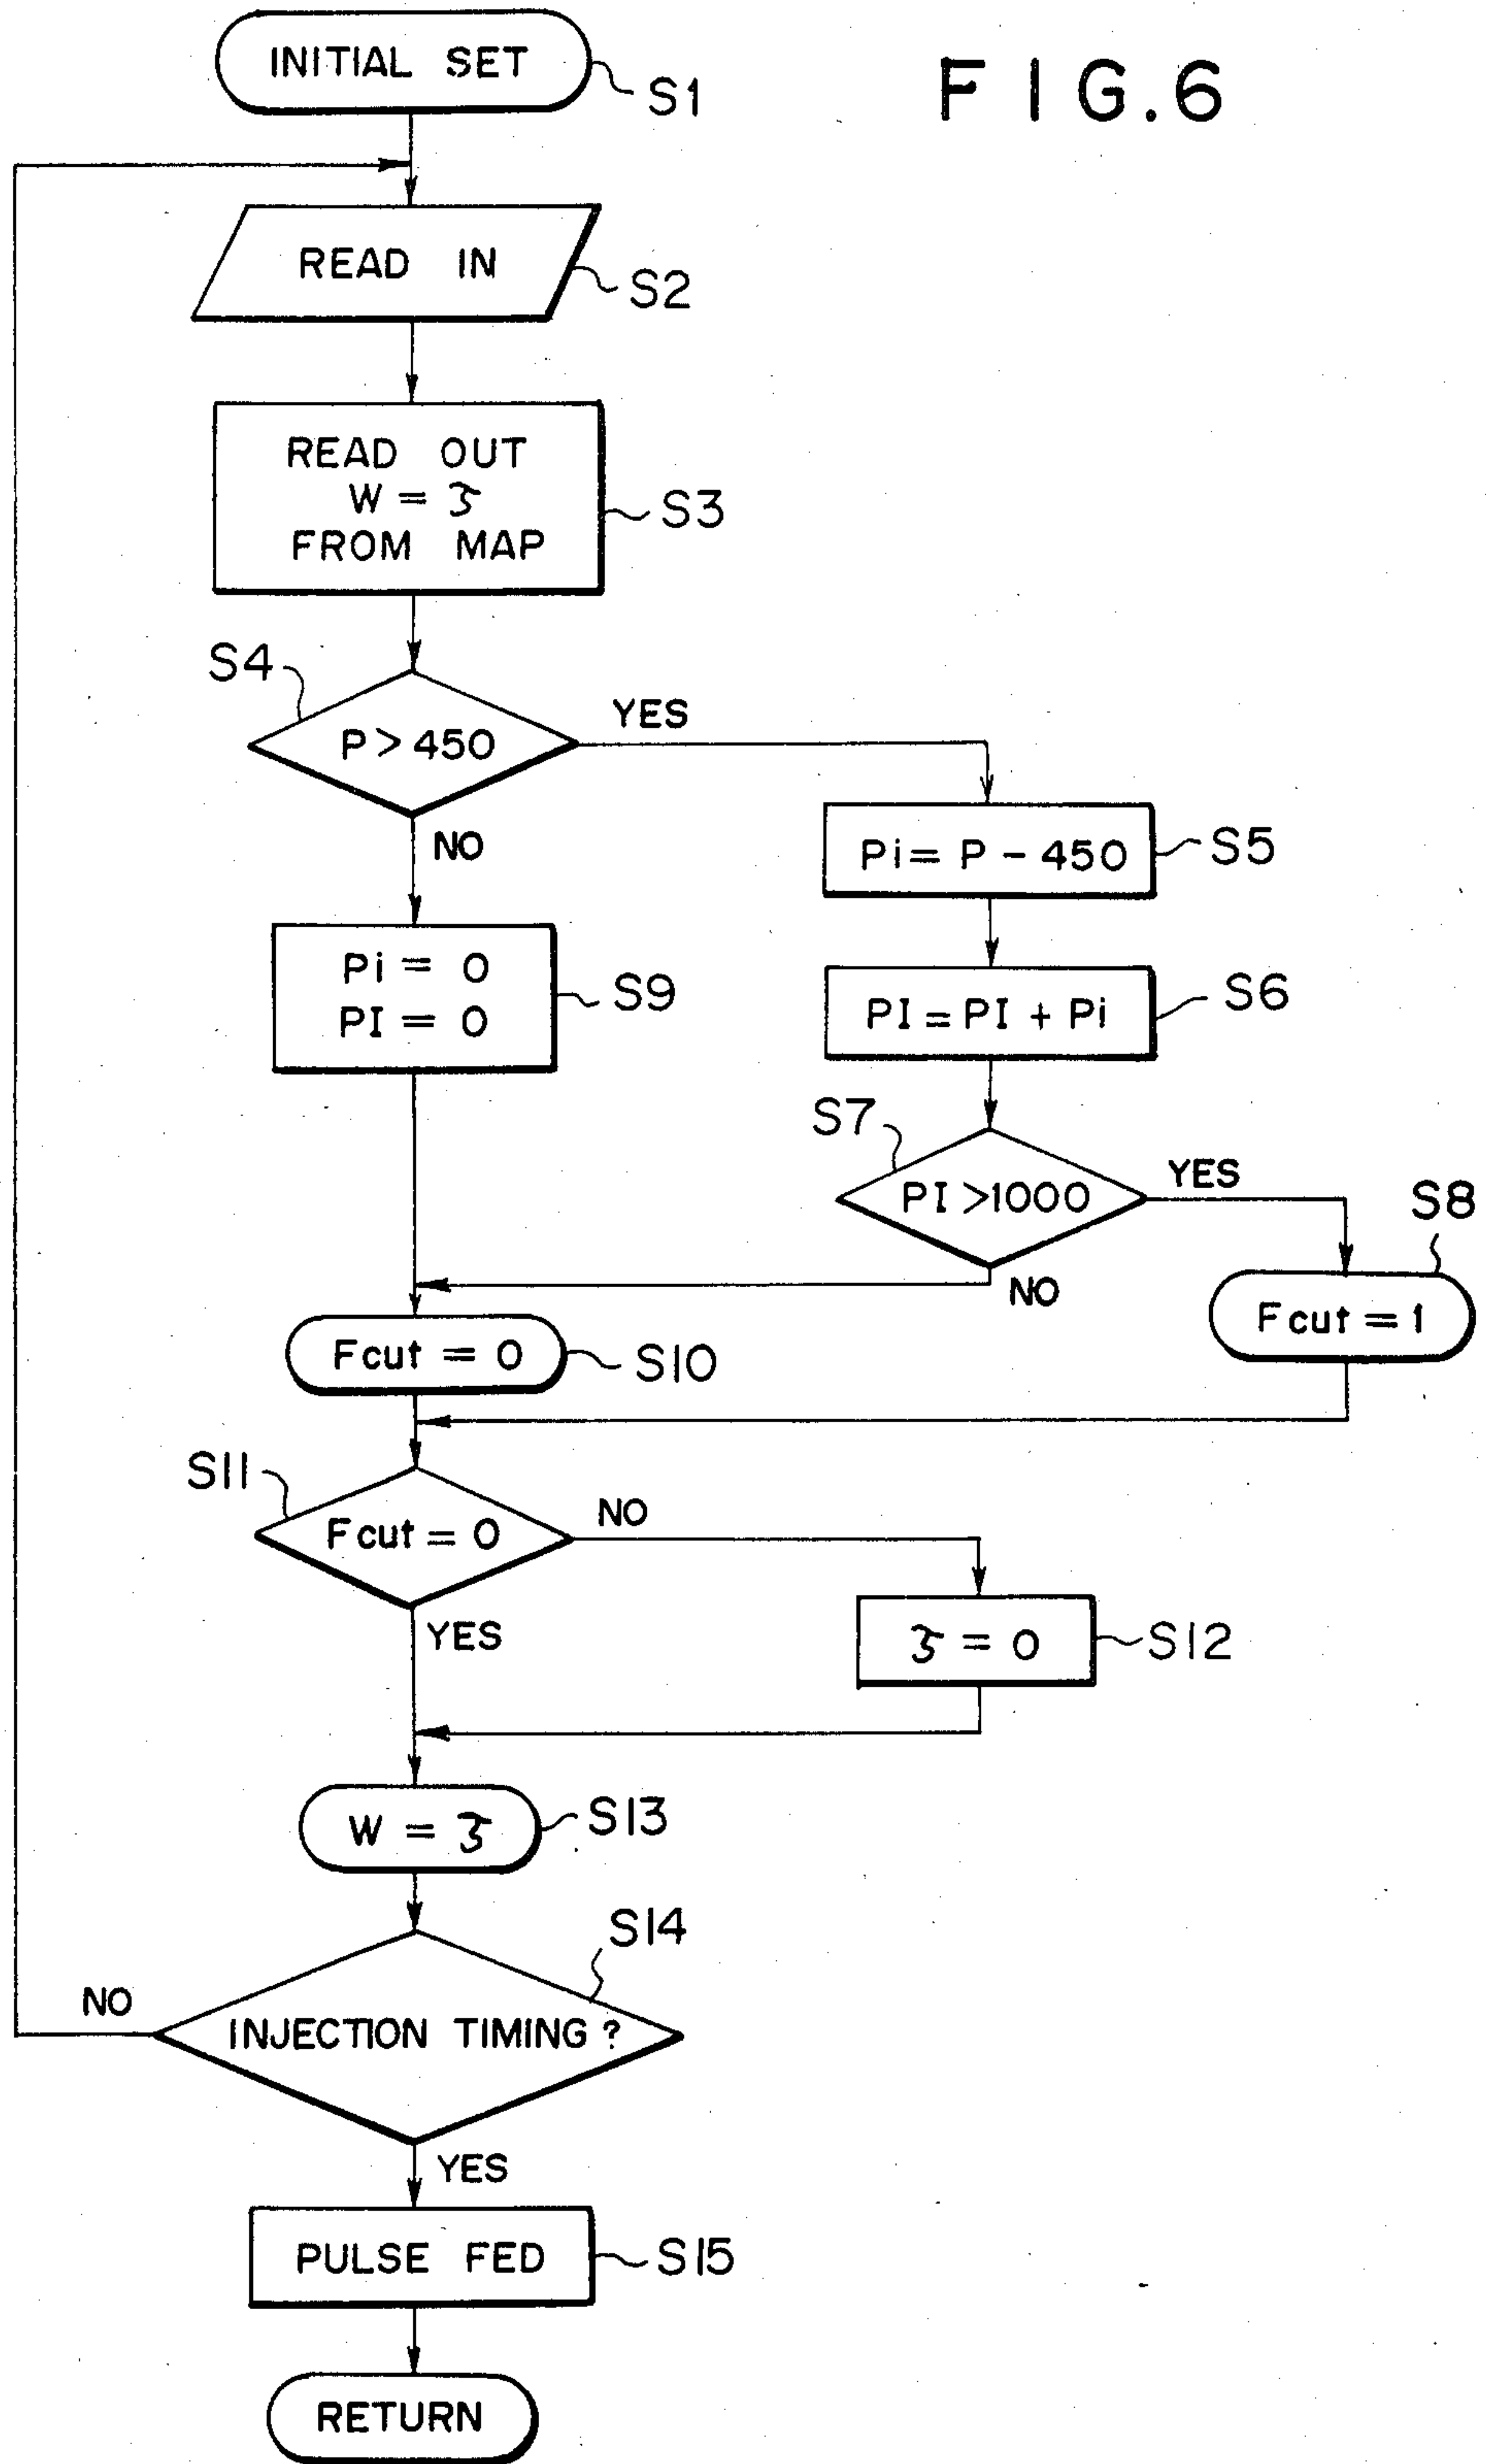 FIG.6
INITIAL SET
S1
READ IN
S2
READ OUT
W = τ
FROM MAP
S3
S4
P > 450
YES
NO
Pi = P - 450
S5
Pi = 0
PI = 0
S9
PI = PI + Pi
S6
S7
PI > 1000
YES
NO
S8
Fcut = 1
Fcut = 0
S10
S11
Fcut = 0
NO
YES
τ = 0
S12
W = τ
S13
S14
INJECTION TIMING?
NO
YES
PULSE FED
S15
RETURN